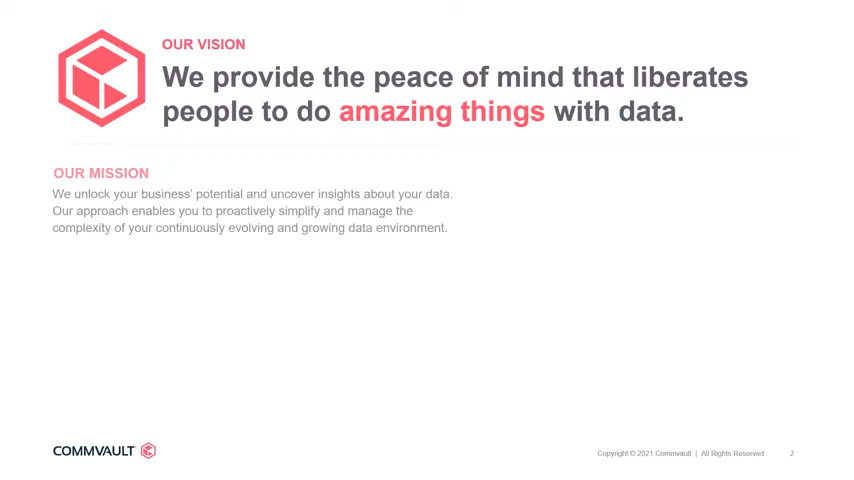 OUR VISION
We provide the peace of mind that liberates
people to do amazing things with data.
OUR MISSION
We unlock your business' potential and uncover insights about your data.
Our approach enables you to proactively simplify and manage the
complexity of your continuously evolving and growing data environment.
COMMVAULT
Copyright © 2021 Commvault | All Rights Reserved 2